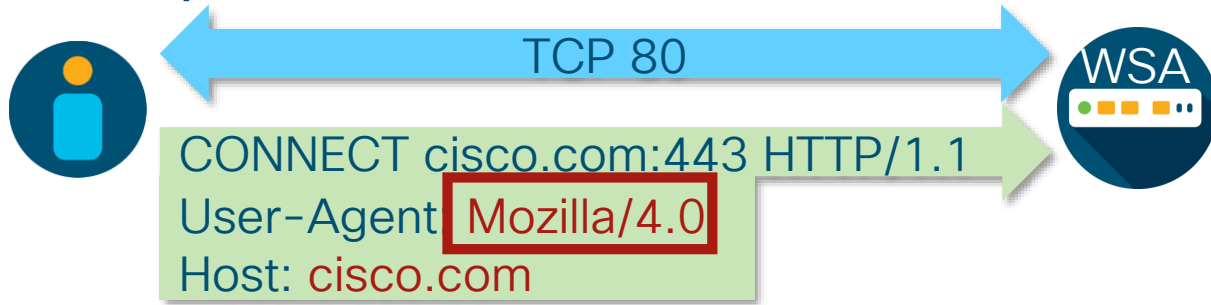 TCP 80
WSA
CONNECT cisco.com:443 HTTP/1.1
User-Agent: Mozilla/4.0
Host: cisco.com